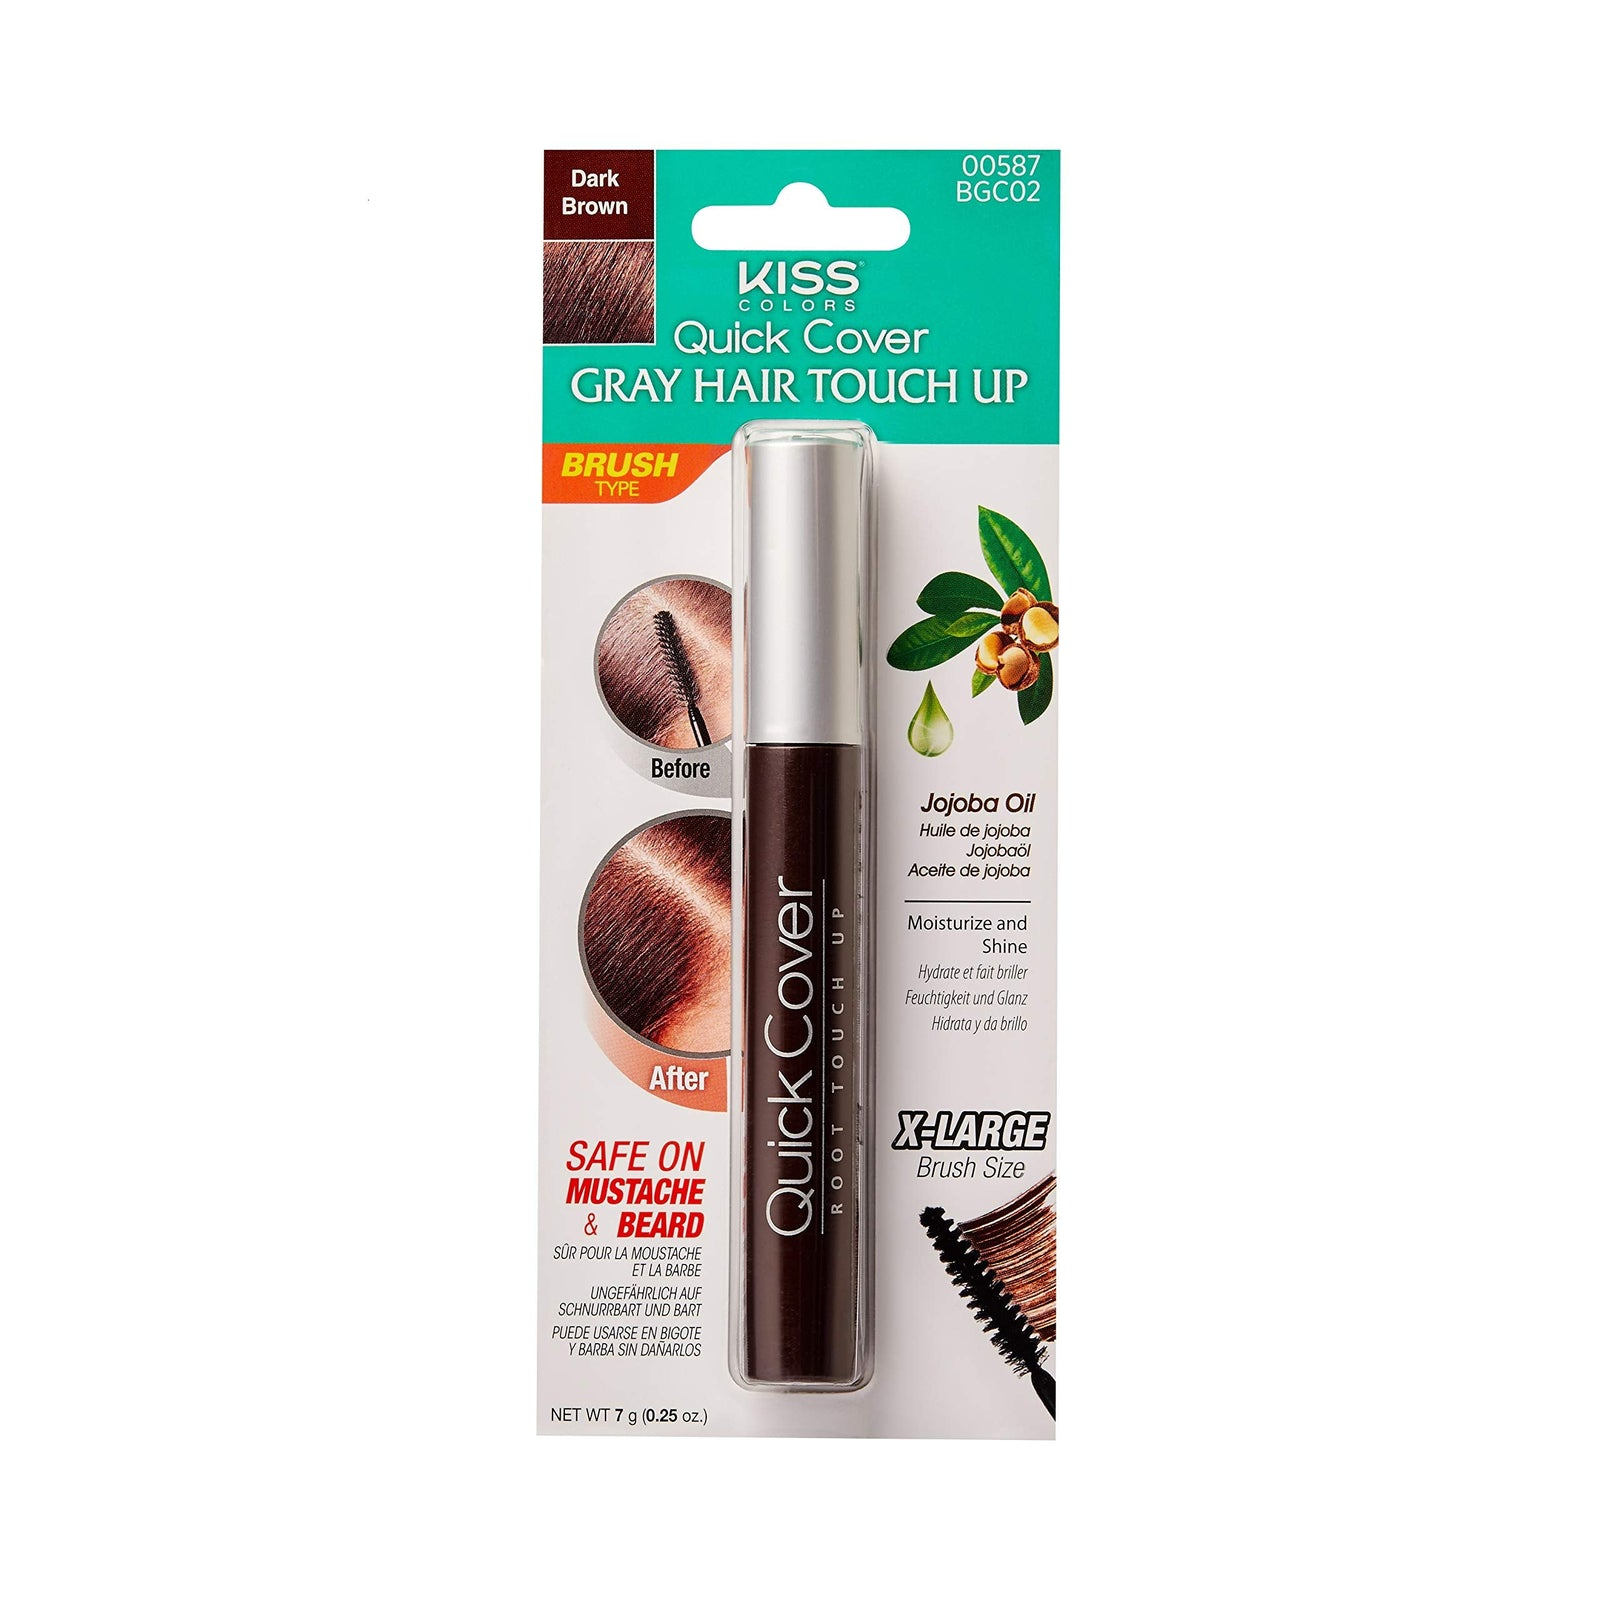 Dark
Brown
00587
BGC02
KISS®
COLORS
Quick Cover
GRAY HAIR TOUCH UP
BRUSH
TYPE
Before
After
Jojoba Oil
Huile de jojoba
Jojobaöl
Aceite de jojoba
Moisturize and
Shine
Hydrate et fait briller
Feuchtigkeit und Glanz
Hidrata y da brillo
Quick Cover
ROOT TOUCH UP
X-LARGE
Brush Size
SAFE ON
MUSTACHE
& BEARD
SÛR POUR LA MOUSTACHE
ET LA BARBE
UNGEFÄHRLICH AUF
SCHNURRBART UND BART
PUEDE USARSE EN BIGOTE
Y BARBA SIN DAÑARLOS
NET WT 7 g (0.25 oz.)